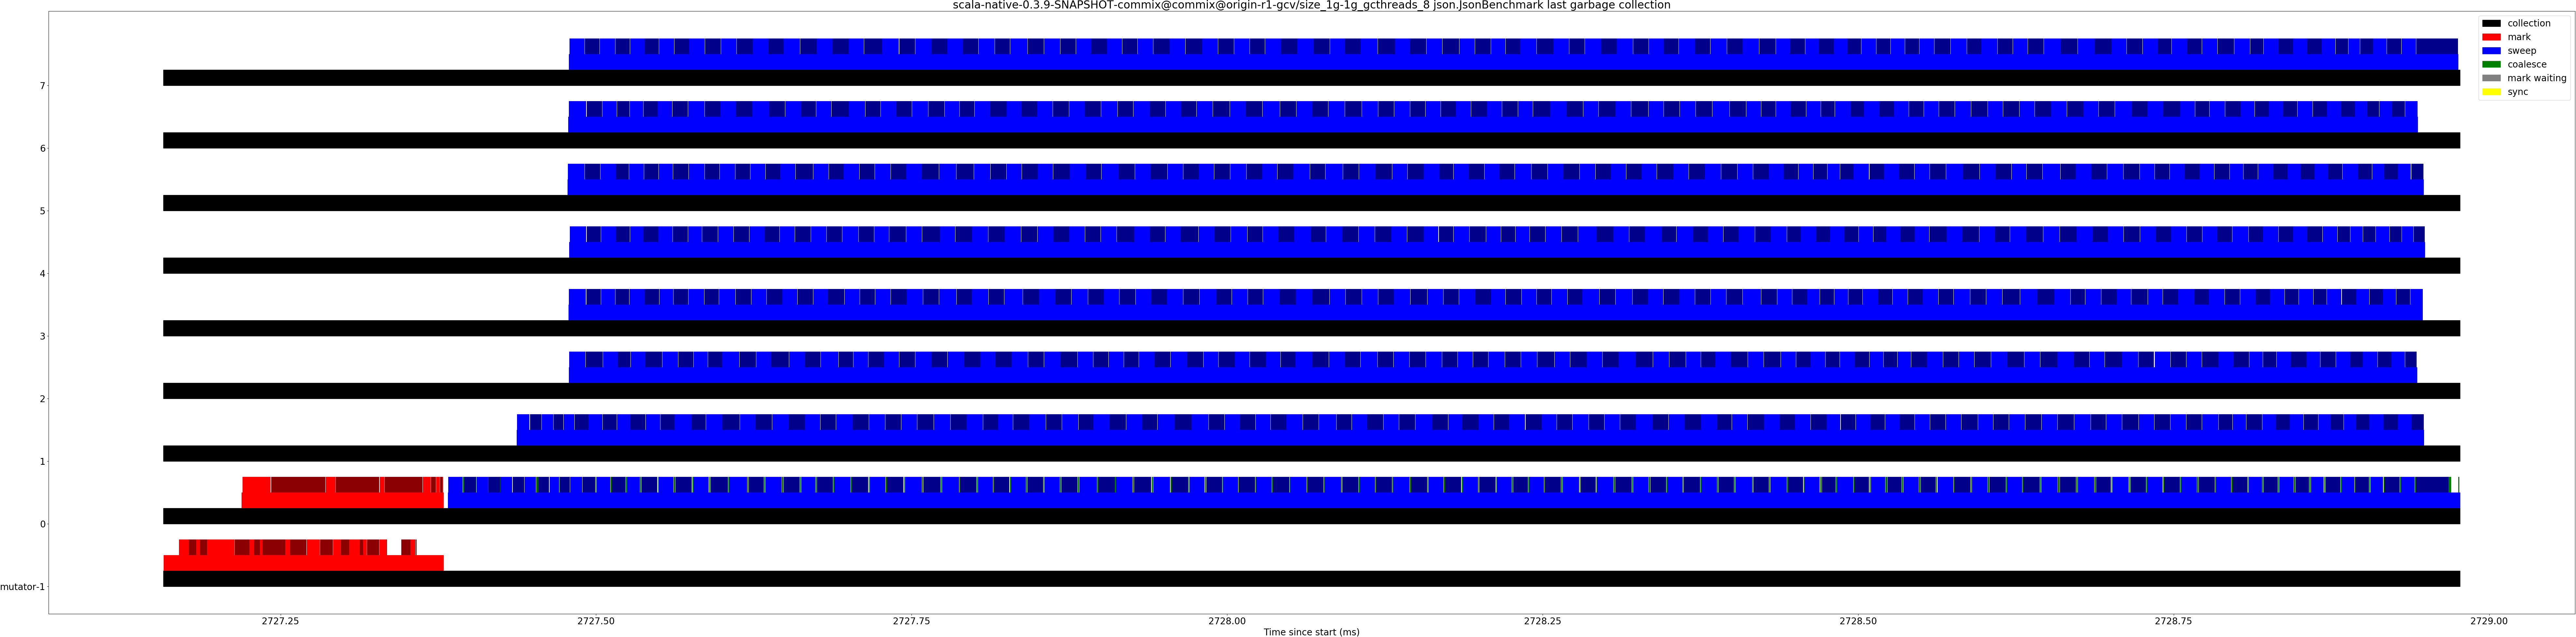 scala-native-0.3.9-SNAPSHOT-commix@commix@origin-r1-gcv/size_1g-1g_gcthreads_8 json.JsonBenchmark last garbage collection
collection
mark
sweep
coalesce
mark waiting
sync
7
6
5
4
3
2
1
0
mutator-1
2727.25 2727.50 2727.75 2728.00 2728.25 2728.50 2728.75 2729.00
Time since start (ms)